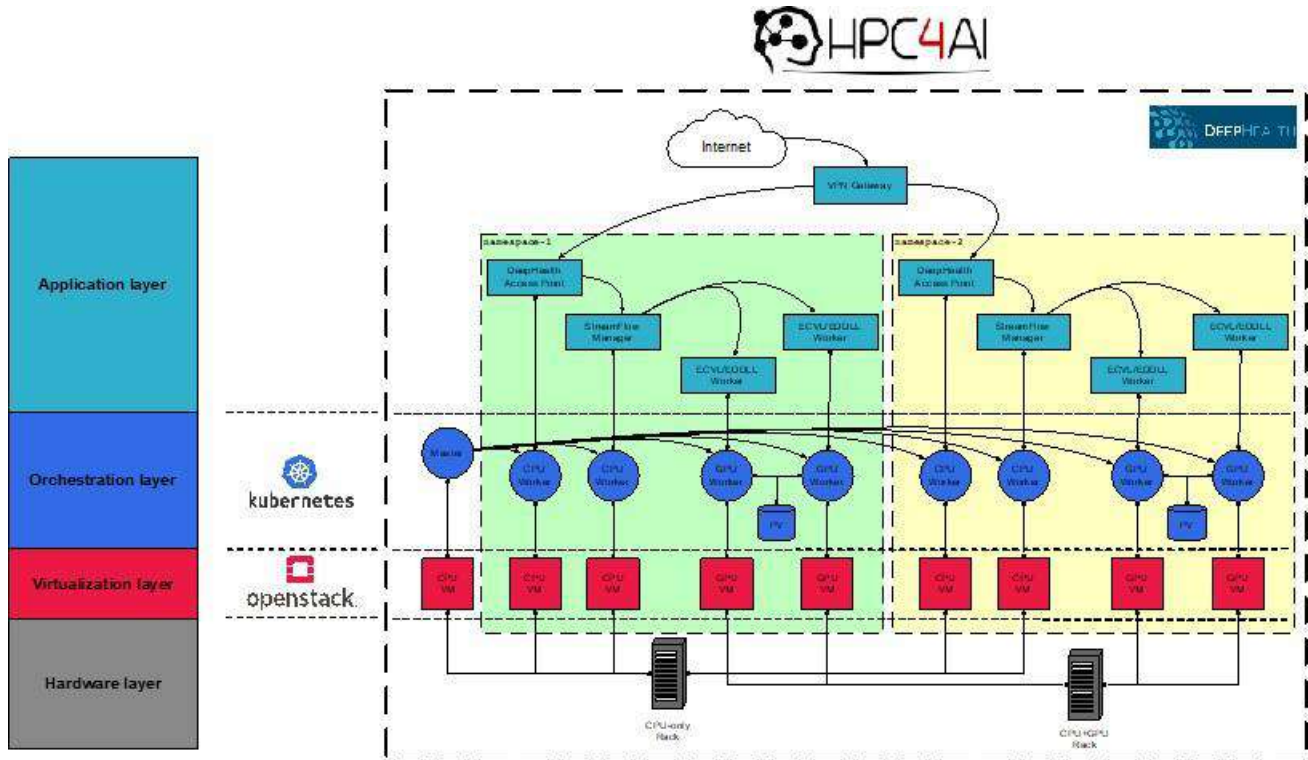 HPC4AI
DEEPHEALTH
Internet
VPN Gateway
namespace-1
namespace-2
DeepHealth
Access Point
DeepHealth
Access Point
StreamFlow
Manager
ECVL/EDDLL
Worker
StreamFlow
Manager
ECVL/EDDLL
Worker
ECVL/EDDLL
Worker
ECVL/EDDLL
Worker
Application layer
Orchestration layer
kubernetes
Master
CPU
Worker
CPU
Worker
GPU
Worker
GPU
Worker
CPU
Worker
CPU
Worker
GPU
Worker
GPU
Worker
PV
PV
Virtualization layer
openstack.
CPU
VM
CPU
VM
CPU
VM
GPU
VM
GPU
VM
CPU
VM
CPU
VM
GPU
VM
GPU
VM
Hardware layer
CPU-only
Rack
CPU+GPU
Rack